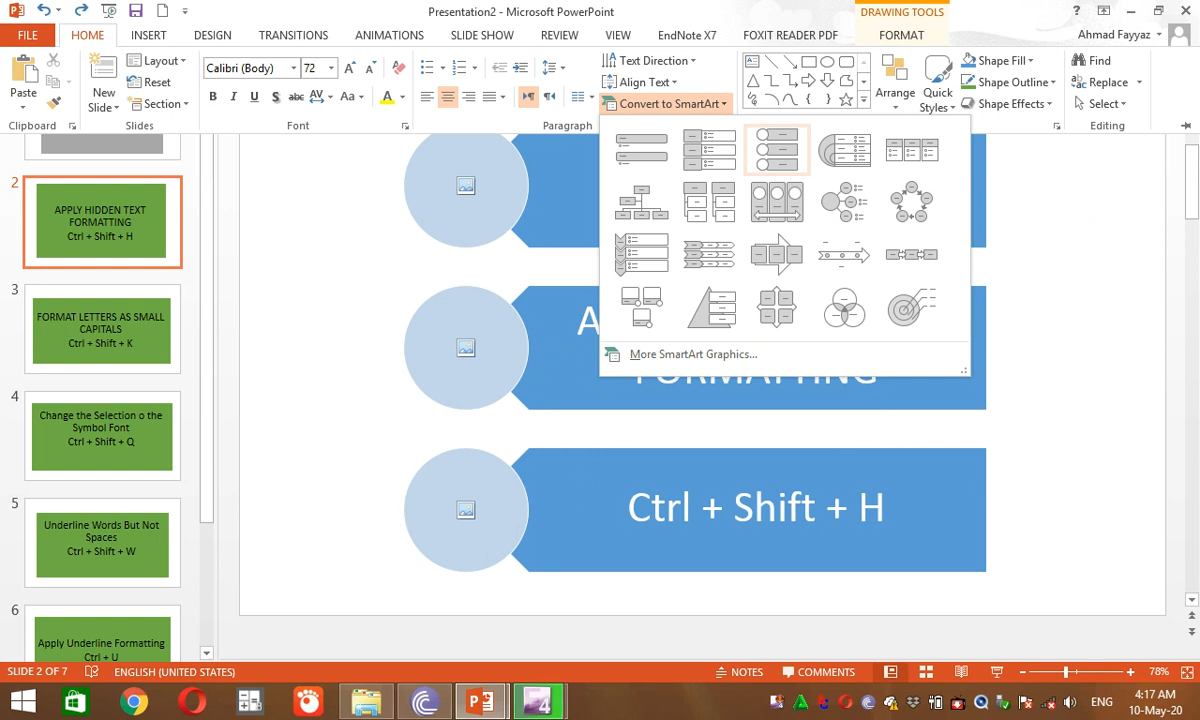 Presentation2 - Microsoft PowerPoint
DRAWING TOOLS
?
FILE
HOME
INSERT
DESIGN
TRANSITIONS
ANIMATIONS
SLIDE SHOW
REVIEW
VIEW
EndNote X7
FOXIT READER PDF
FORMAT
Ahmad Fayyaz
Paste
New
Slide
Layout
Reset
Section
Calibri (Body)
72
B I U S abc AV Aa A
Text Direction
Align Text
Convert to SmartArt
Arrange
Quick
Styles
Shape Fill
Shape Outline
Shape Effects
Find
Replace
Select
Clipboard
Slides
Font
Paragraph
Editing
2
APPLY HIDDEN TEXT
FORMATTING
Ctrl + Shift + H
3
FORMAT LETTERS AS SMALL
CAPITALS
Ctrl + Shift + K
4
Change the Selection o the
Symbol Font
Ctrl + Shift + Q
5
Underline Words But Not
Spaces
Ctrl + Shift + W
6
Apply Underline Formatting
Ctrl + U
More SmartArt Graphics...
A
FORMATTING
Ctrl + Shift + H
SLIDE 2 OF 7
ENGLISH (UNITED STATES)
NOTES
COMMENTS
78%
4
ENG
4:17 AM
10-May-20